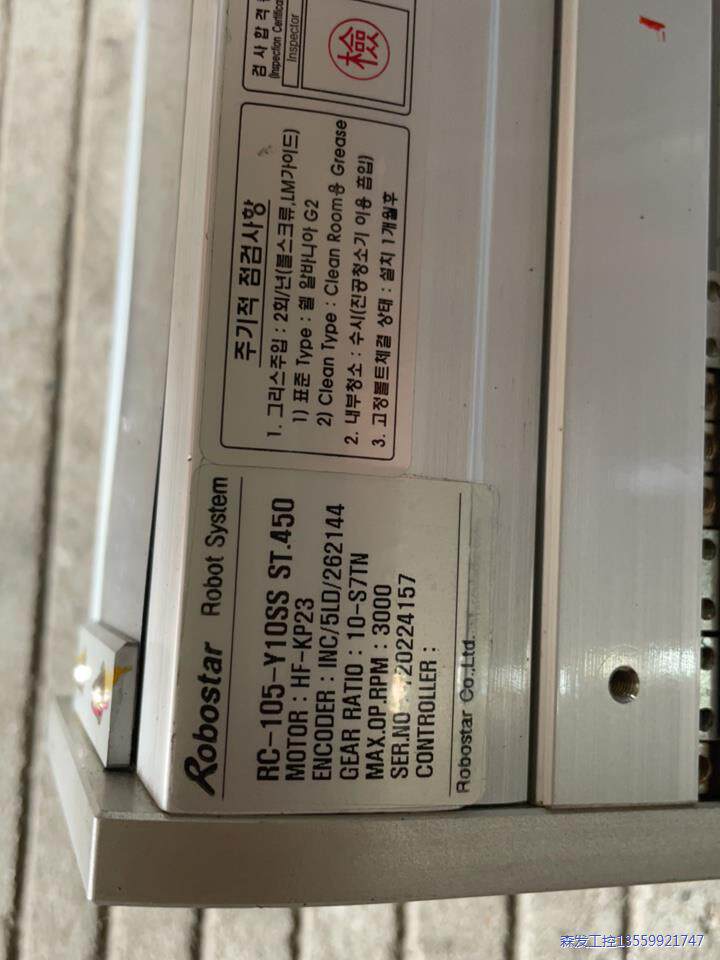 검 사 합 격
(Inspection Certific
Inspector
檢
주기적 점검사항
1. 그리스주입 : 2회/년(볼스크류,LM가이드)
1) 표준 Type : 쉘 알바니아 G2
2) Clean Type : Clean Room용 Grease
2. 내부청소 : 수시(진공청소기 이용 흡입)
3. 고정볼트체결 상태 : 설치 1개월후
Robostar Robot System
RC-105-Y10SS ST.450
MOTOR : HF-KP23
ENCODER : INC/5LD/262144
GEAR RATIO : 10-S7TN
MAX.OP.RPM : 3000
SER.NO 20224157
CONTROLLER :
Robostar Co.,Ltd.
森发工控13559921747